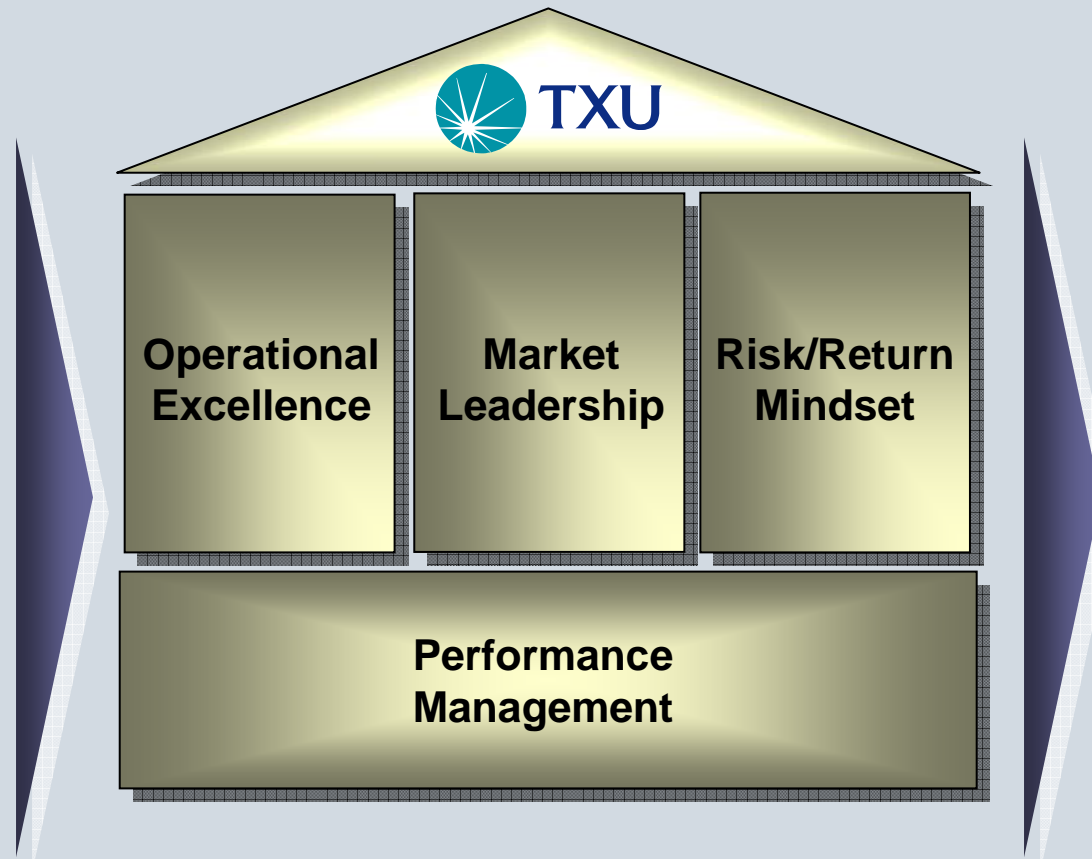 TXU
Operational
Excellence
Market
Leadership
Risk/Return
Mindset
Performance
Management